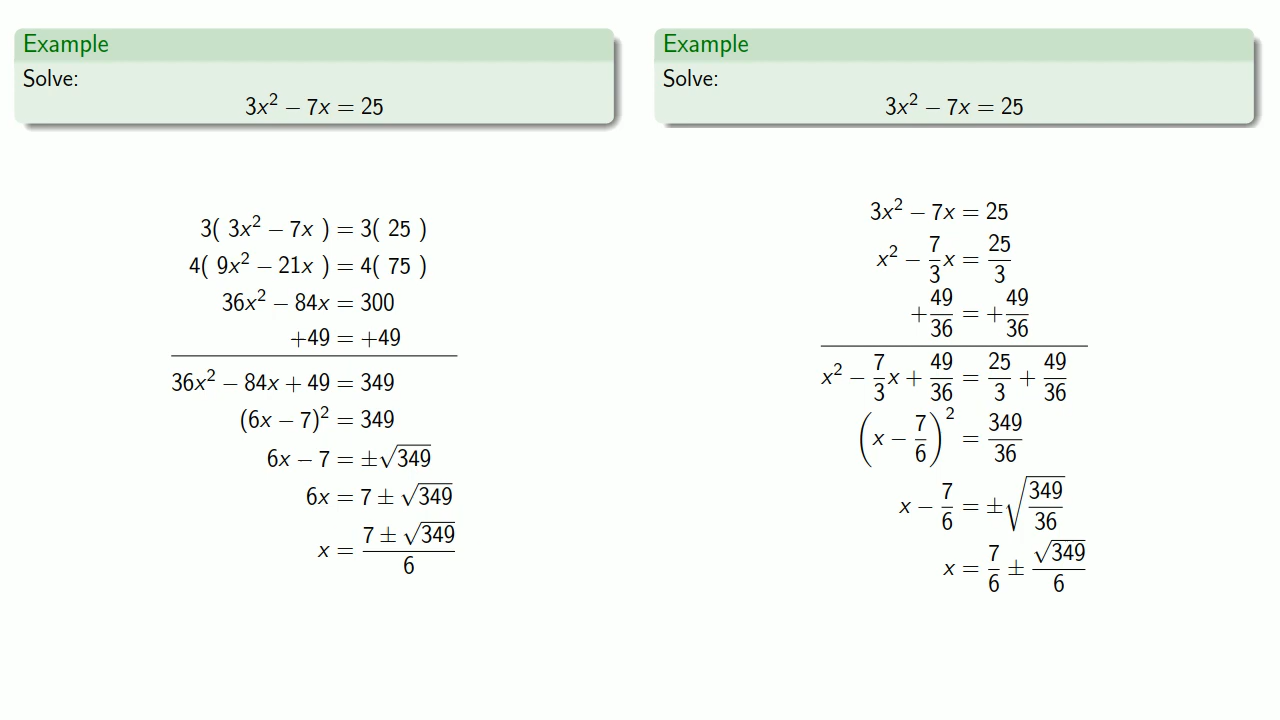 Example
Solve:
3x² − 7x = 25
3( 3x² − 7x ) = 3( 25 )
4( 9x² − 21x ) = 4( 75 )
36x² − 84x = 300
+49 = +49
36x² − 84x + 49 = 349
(6x − 7)² = 349
6x − 7 = ±√349
6x = 7 ± √349
x = (7 ± √349)/6
Example
Solve:
3x² − 7x = 25
3x² − 7x = 25
x² − 7/3 x = 25/3
+ 49/36 = + 49/36
x² − 7/3 x + 49/36 = 25/3 + 49/36
(x − 7/6)² = 349/36
x − 7/6 = ±√(349/36)
x = 7/6 ± √349/6